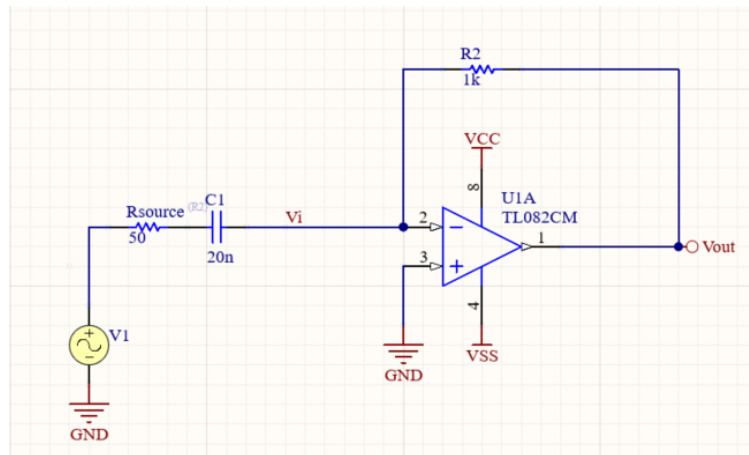 R2
1k
VCC
8
U1A
TL082CM
Rsource
(R2)
C1
Vi
2
50
20n
1
Vout
3
4
V1
GND
VSS
GND